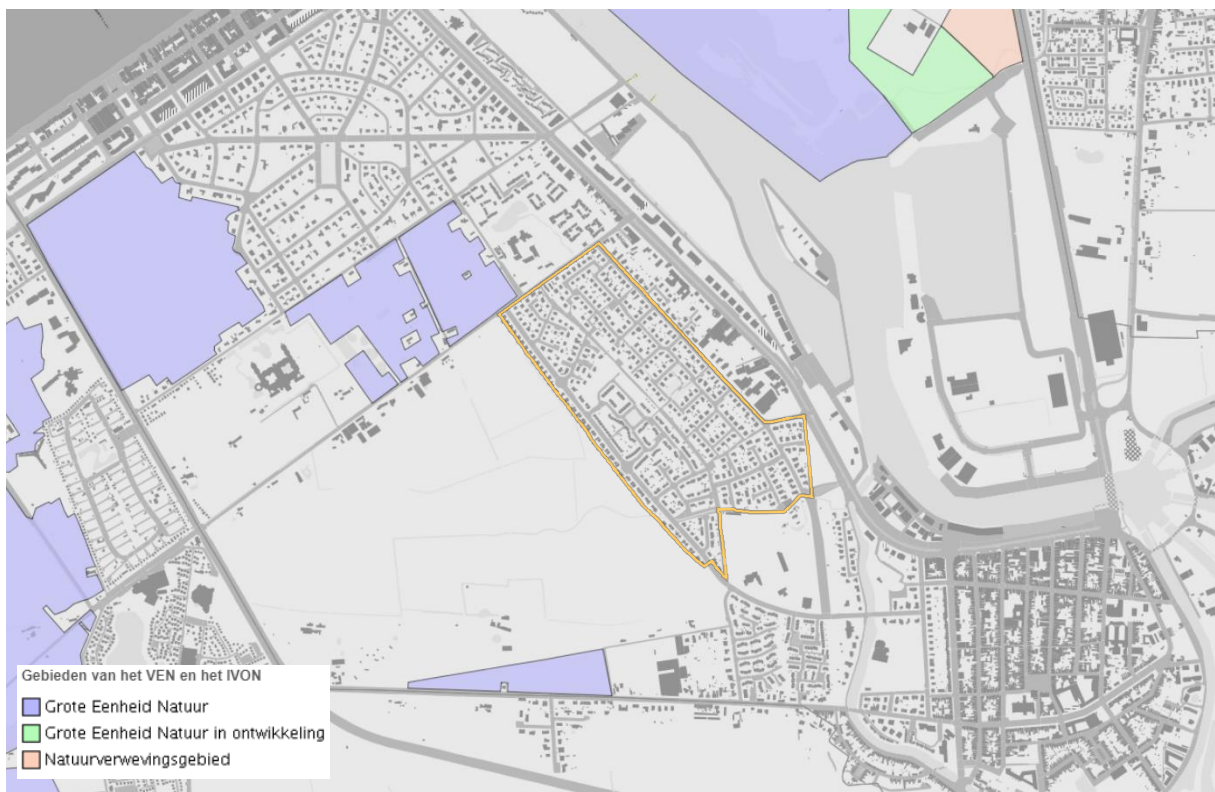 Gebieden van het VEN en het IVON
Grote Eenheid Natuur
Grote Eenheid Natuur in ontwikkeling
Natuurverwevingsgebied